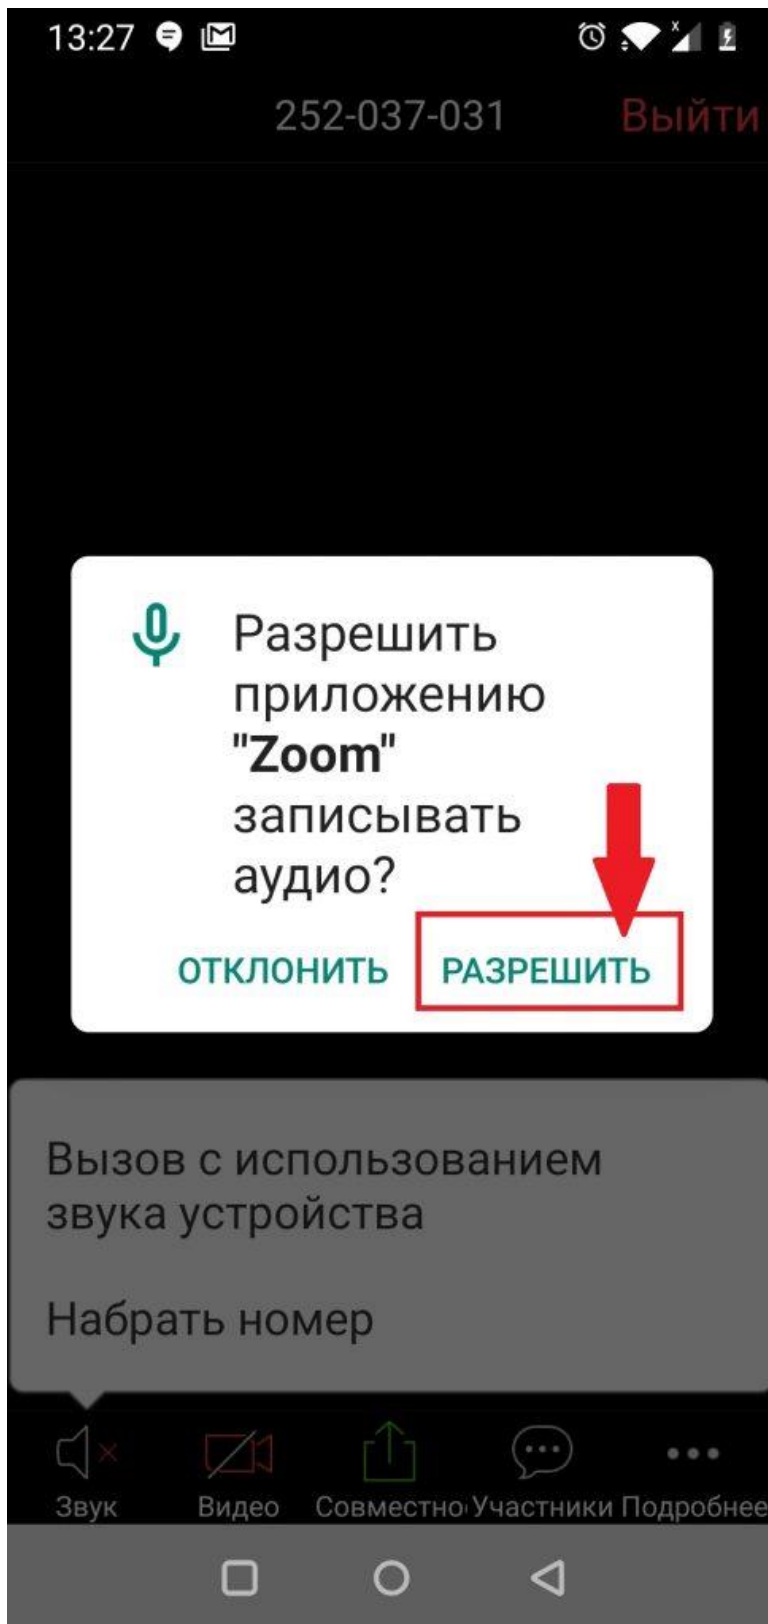 13:27
252-037-031 Выйти
Разрешить
приложению
"Zoom"
записывать
аудио?
ОТКЛОНИТЬ РАЗРЕШИТЬ
Вызов с использованием
звука устройства
Набрать номер
Звук Видео Совместно Участники Подробнее